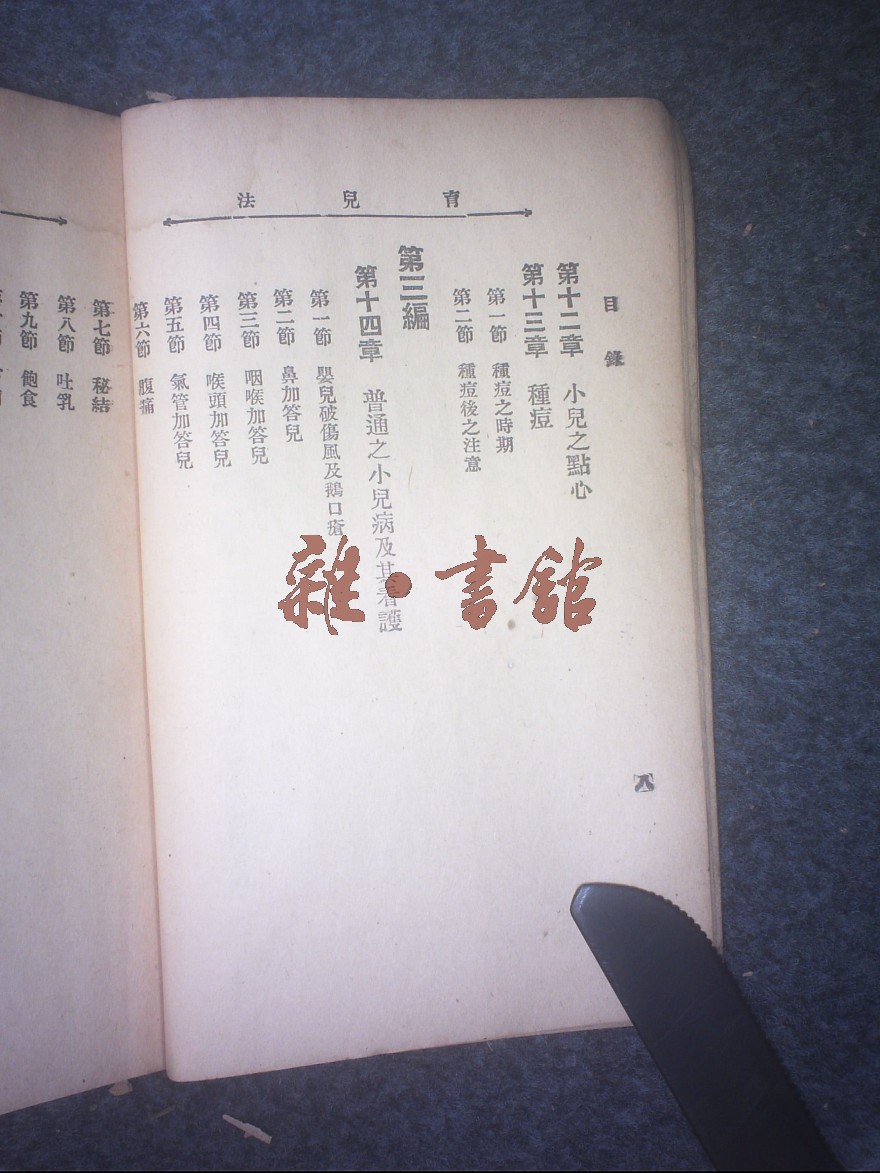 育兒法
目錄
第十二章 小兒之點心
第十三章 種痘
第一節 種痘之時期
第二節 種痘後之注意
第三編
第十四章 普通之小兒病及其看護
第一節 嬰兒破傷風及鵝口瘡
第二節 鼻加答兒
第三節 咽喉加答兒
第四節 喉頭加答兒
第五節 氣管加答兒
第六節 腹痛
第七節 秘結
第八節 吐乳
第九節 飽食
八
雜·書館